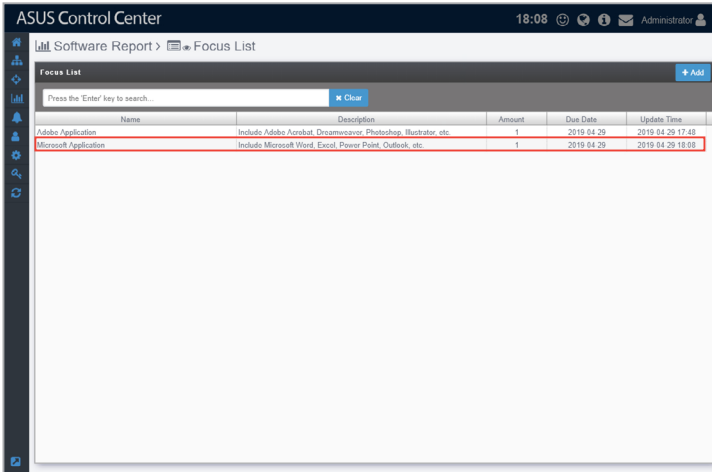 ASUS Control Center
18:08 Administrator
Software Report > Focus List
Focus List
+ Add
Press the 'Enter' key to search...
× Clear
Name Description Amount Due Date Update Time
Adobe Application Include Adobe Acrobat, Dreamweaver, Photoshop, Illustrator, etc. 1 2019 04 29 2019 04 29 17:48
Microsoft Application Include Microsoft Word, Excel, Power Point, Outlook, etc. 1 2019 04 29 2019 04 29 18:08